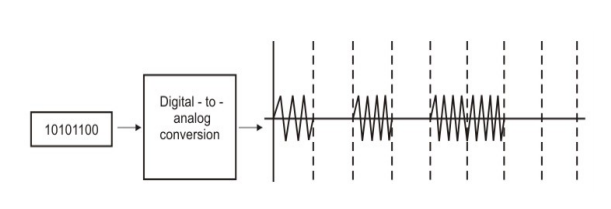 10101100
Digital - to -
analog
conversion